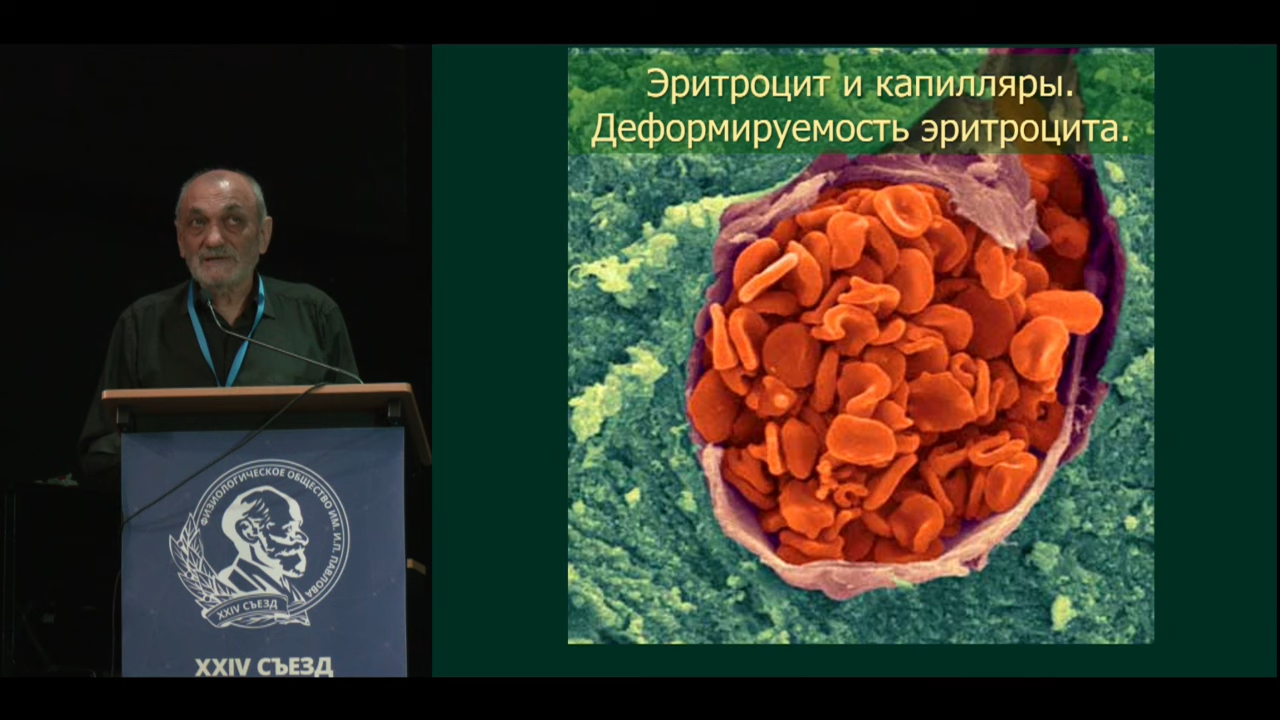 Эритроцит и капилляры.
Деформируемость эритроцита.
ФИЗИОЛОГИЧЕСКОЕ ОБЩЕСТВО ИМ. И.П. ПАВЛОВА
XXIV СЪЕЗД
XXIV СЪЕЗД